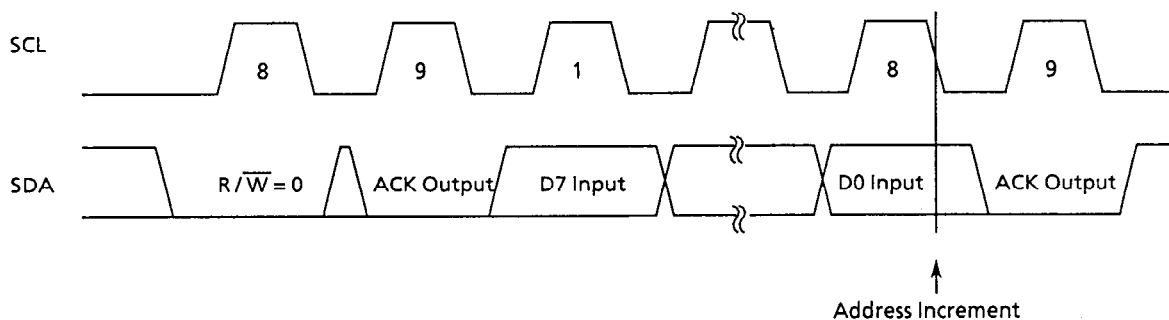 SCL
8 9 1 8 9
SDA
R/W̅ = 0 ACK Output D7 Input D0 Input ACK Output
Address Increment